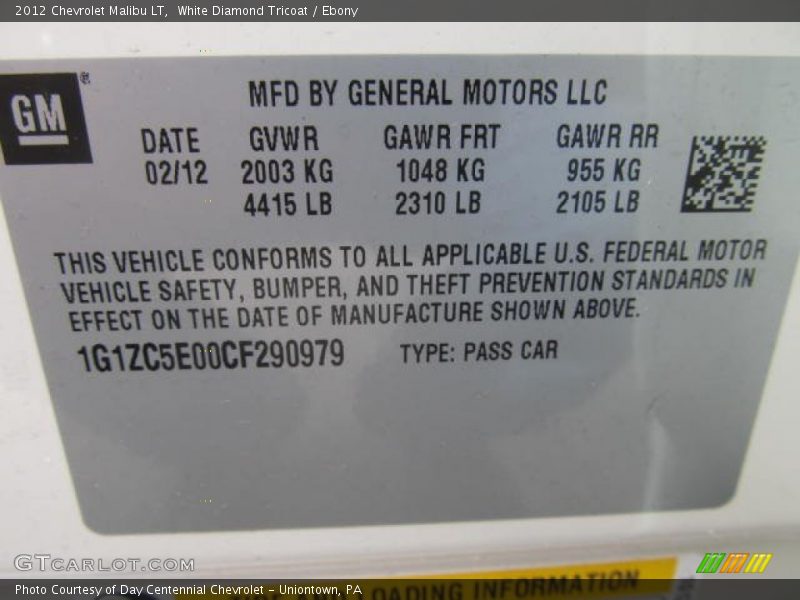 2012 Chevrolet Malibu LT, White Diamond Tricoat / Ebony
GM®
MFD BY GENERAL MOTORS LLC
DATE GVWR GAWR FRT GAWR RR
02/12 2003 KG 1048 KG 955 KG
4415 LB 2310 LB 2105 LB
THIS VEHICLE CONFORMS TO ALL APPLICABLE U.S. FEDERAL MOTOR
VEHICLE SAFETY, BUMPER, AND THEFT PREVENTION STANDARDS IN
EFFECT ON THE DATE OF MANUFACTURE SHOWN ABOVE.
1G1ZC5E00CF290979 TYPE: PASS CAR
GTCARLOT.COM
AND LOADING INFORMATION
Photo Courtesy of Day Centennial Chevrolet - Uniontown, PA